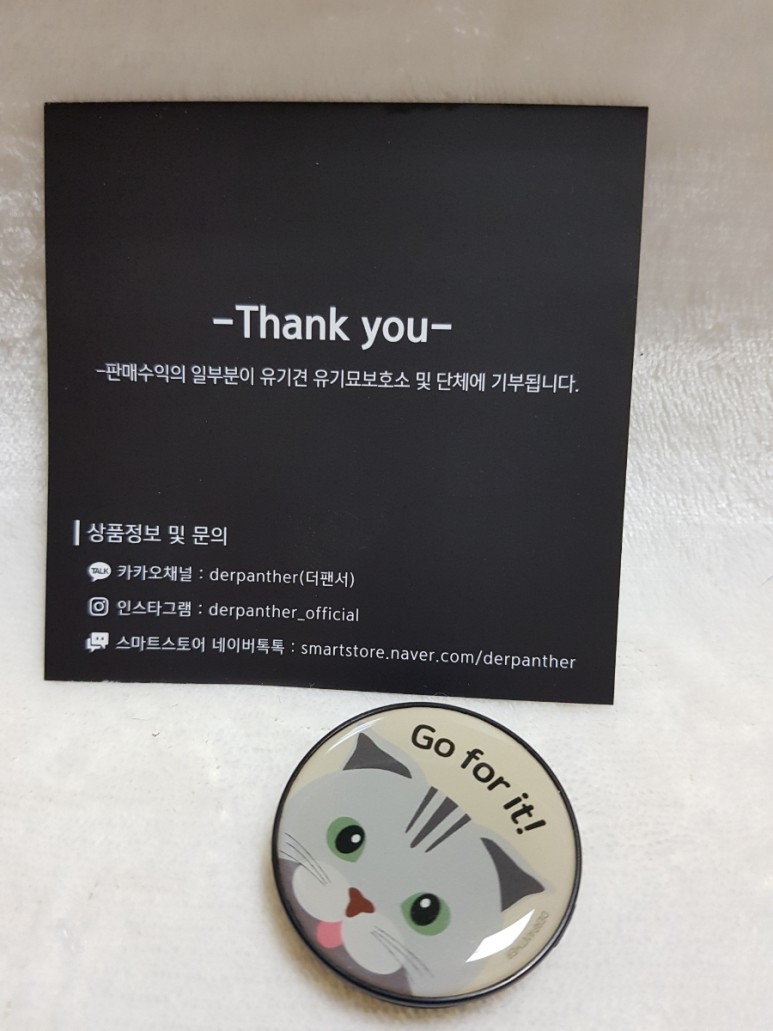 -Thank you-
-판매수익의 일부분이 유기견 유기묘보호소 및 단체에 기부됩니다.
상품정보 및 문의
TALK 카카오채널 : derpanther(더팬서)
인스타그램 : derpanther_official
스마트스토어 네이버톡톡 : smartstore.naver.com/derpanther
Go for it!